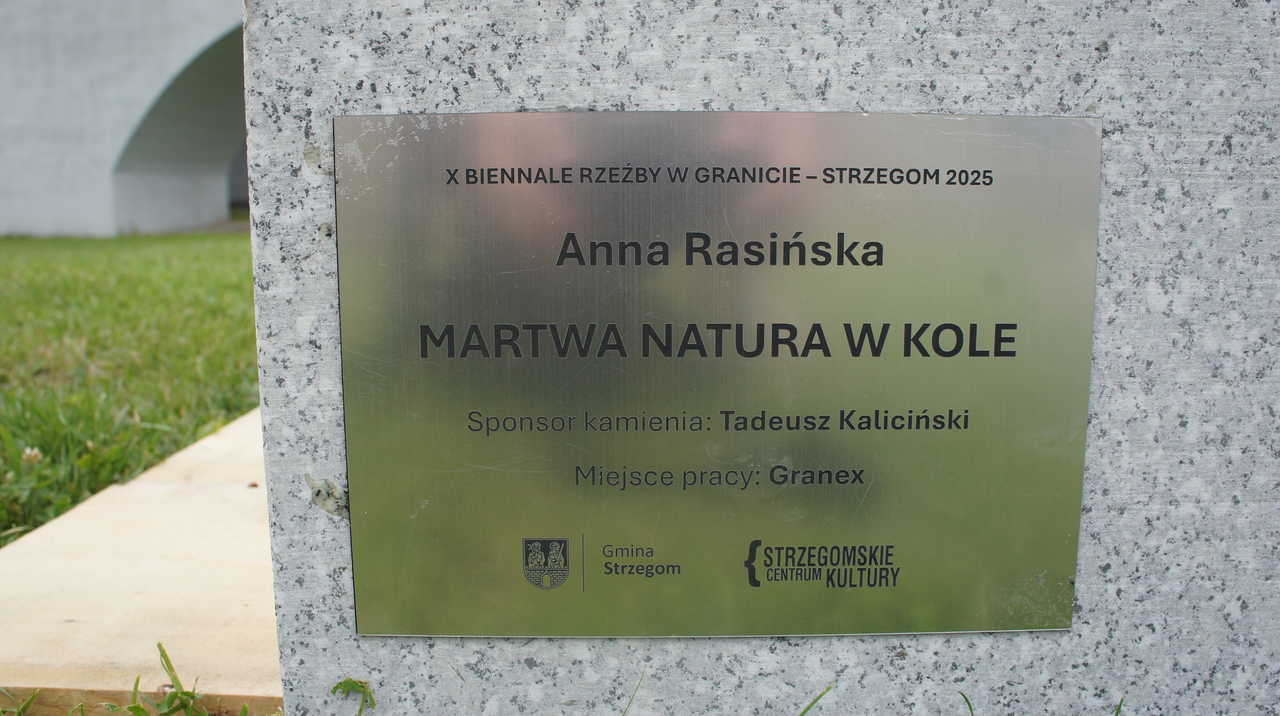 X BIENNALE RZEŹBY W GRANICIE – STRZEGOM 2025
Anna Rasińska
MARTWA NATURA W KOLE
Sponsor kamienia: Tadeusz Kaliciński
Miejsce pracy: Granex
Gmina
Strzegom
STRZEGOMSKIE
CENTRUM KULTURY